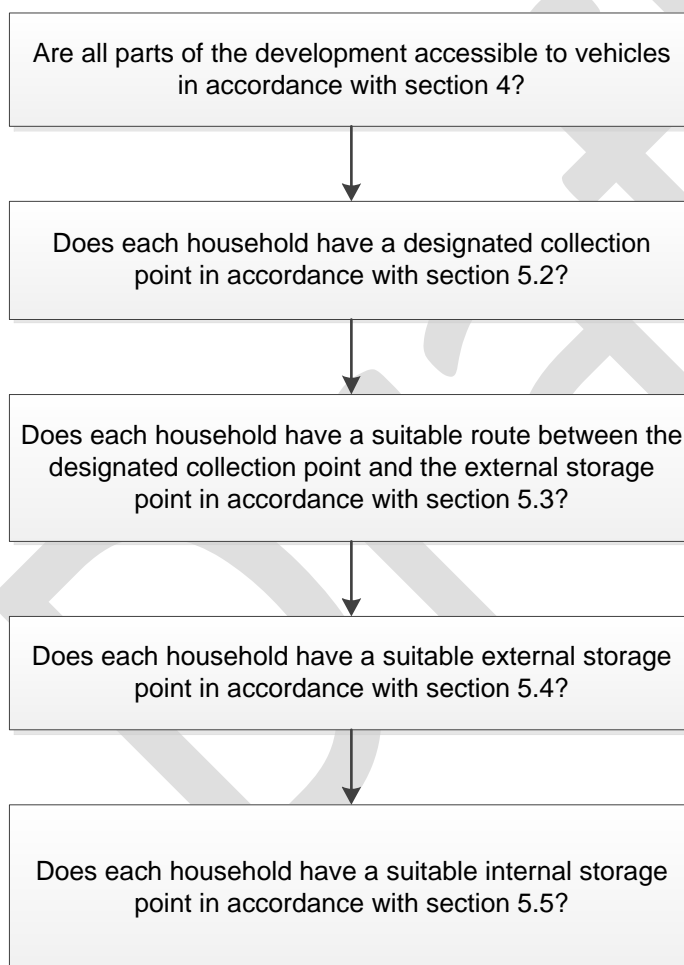 Are all parts of the development accessible to vehicles
in accordance with section 4?
Does each household have a designated collection
point in accordance with section 5.2?
Does each household have a suitable route between the
designated collection point and the external storage
point in accordance with section 5.3?
Does each household have a suitable external storage
point in accordance with section 5.4?
Does each household have a suitable internal storage
point in accordance with section 5.5?